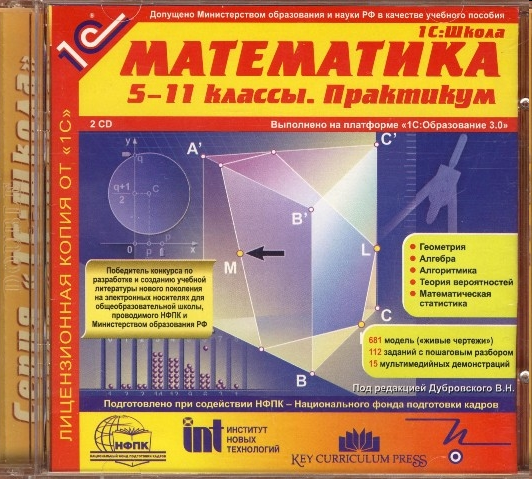 Допущено Министерством образования и науки РФ в качестве учебного пособия
1С
1С:Школа
МАТЕМАТИКА
5-11 классы. Практикум
2 CD
Выполнено на платформе «1С:Образование 3.0»
Серия «1С:Школа»
ЛИЦЕНЗИОННАЯ КОПИЯ ОТ «1С»
y
q
C
q+1
2
O
P
x
A'
C'
B'
M
L
C
B
Геометрия
Алгебра
Алгоритмика
Теория вероятностей
Математическая
статистика
Победитель конкурса по
разработке и созданию учебной
литературы нового поколения
на электронных носителях для
общеобразовательной школы,
проводимого НФПК и
Министерством образования РФ
681 модель («живые чертежи»)
112 заданий с пошаговым разбором
15 мультимедийных демонстраций
Под редакцией Дубровского В.Н.
Подготовлено при содействии НФПК – Национального фонда подготовки кадров
НФПК
НАЦИОНАЛЬНЫЙ ФОНД ПОДГОТОВКИ КАДРОВ
int
ИНСТИТУТ
НОВЫХ
ТЕХНОЛОГИЙ
KEY CURRICULUM PRESS